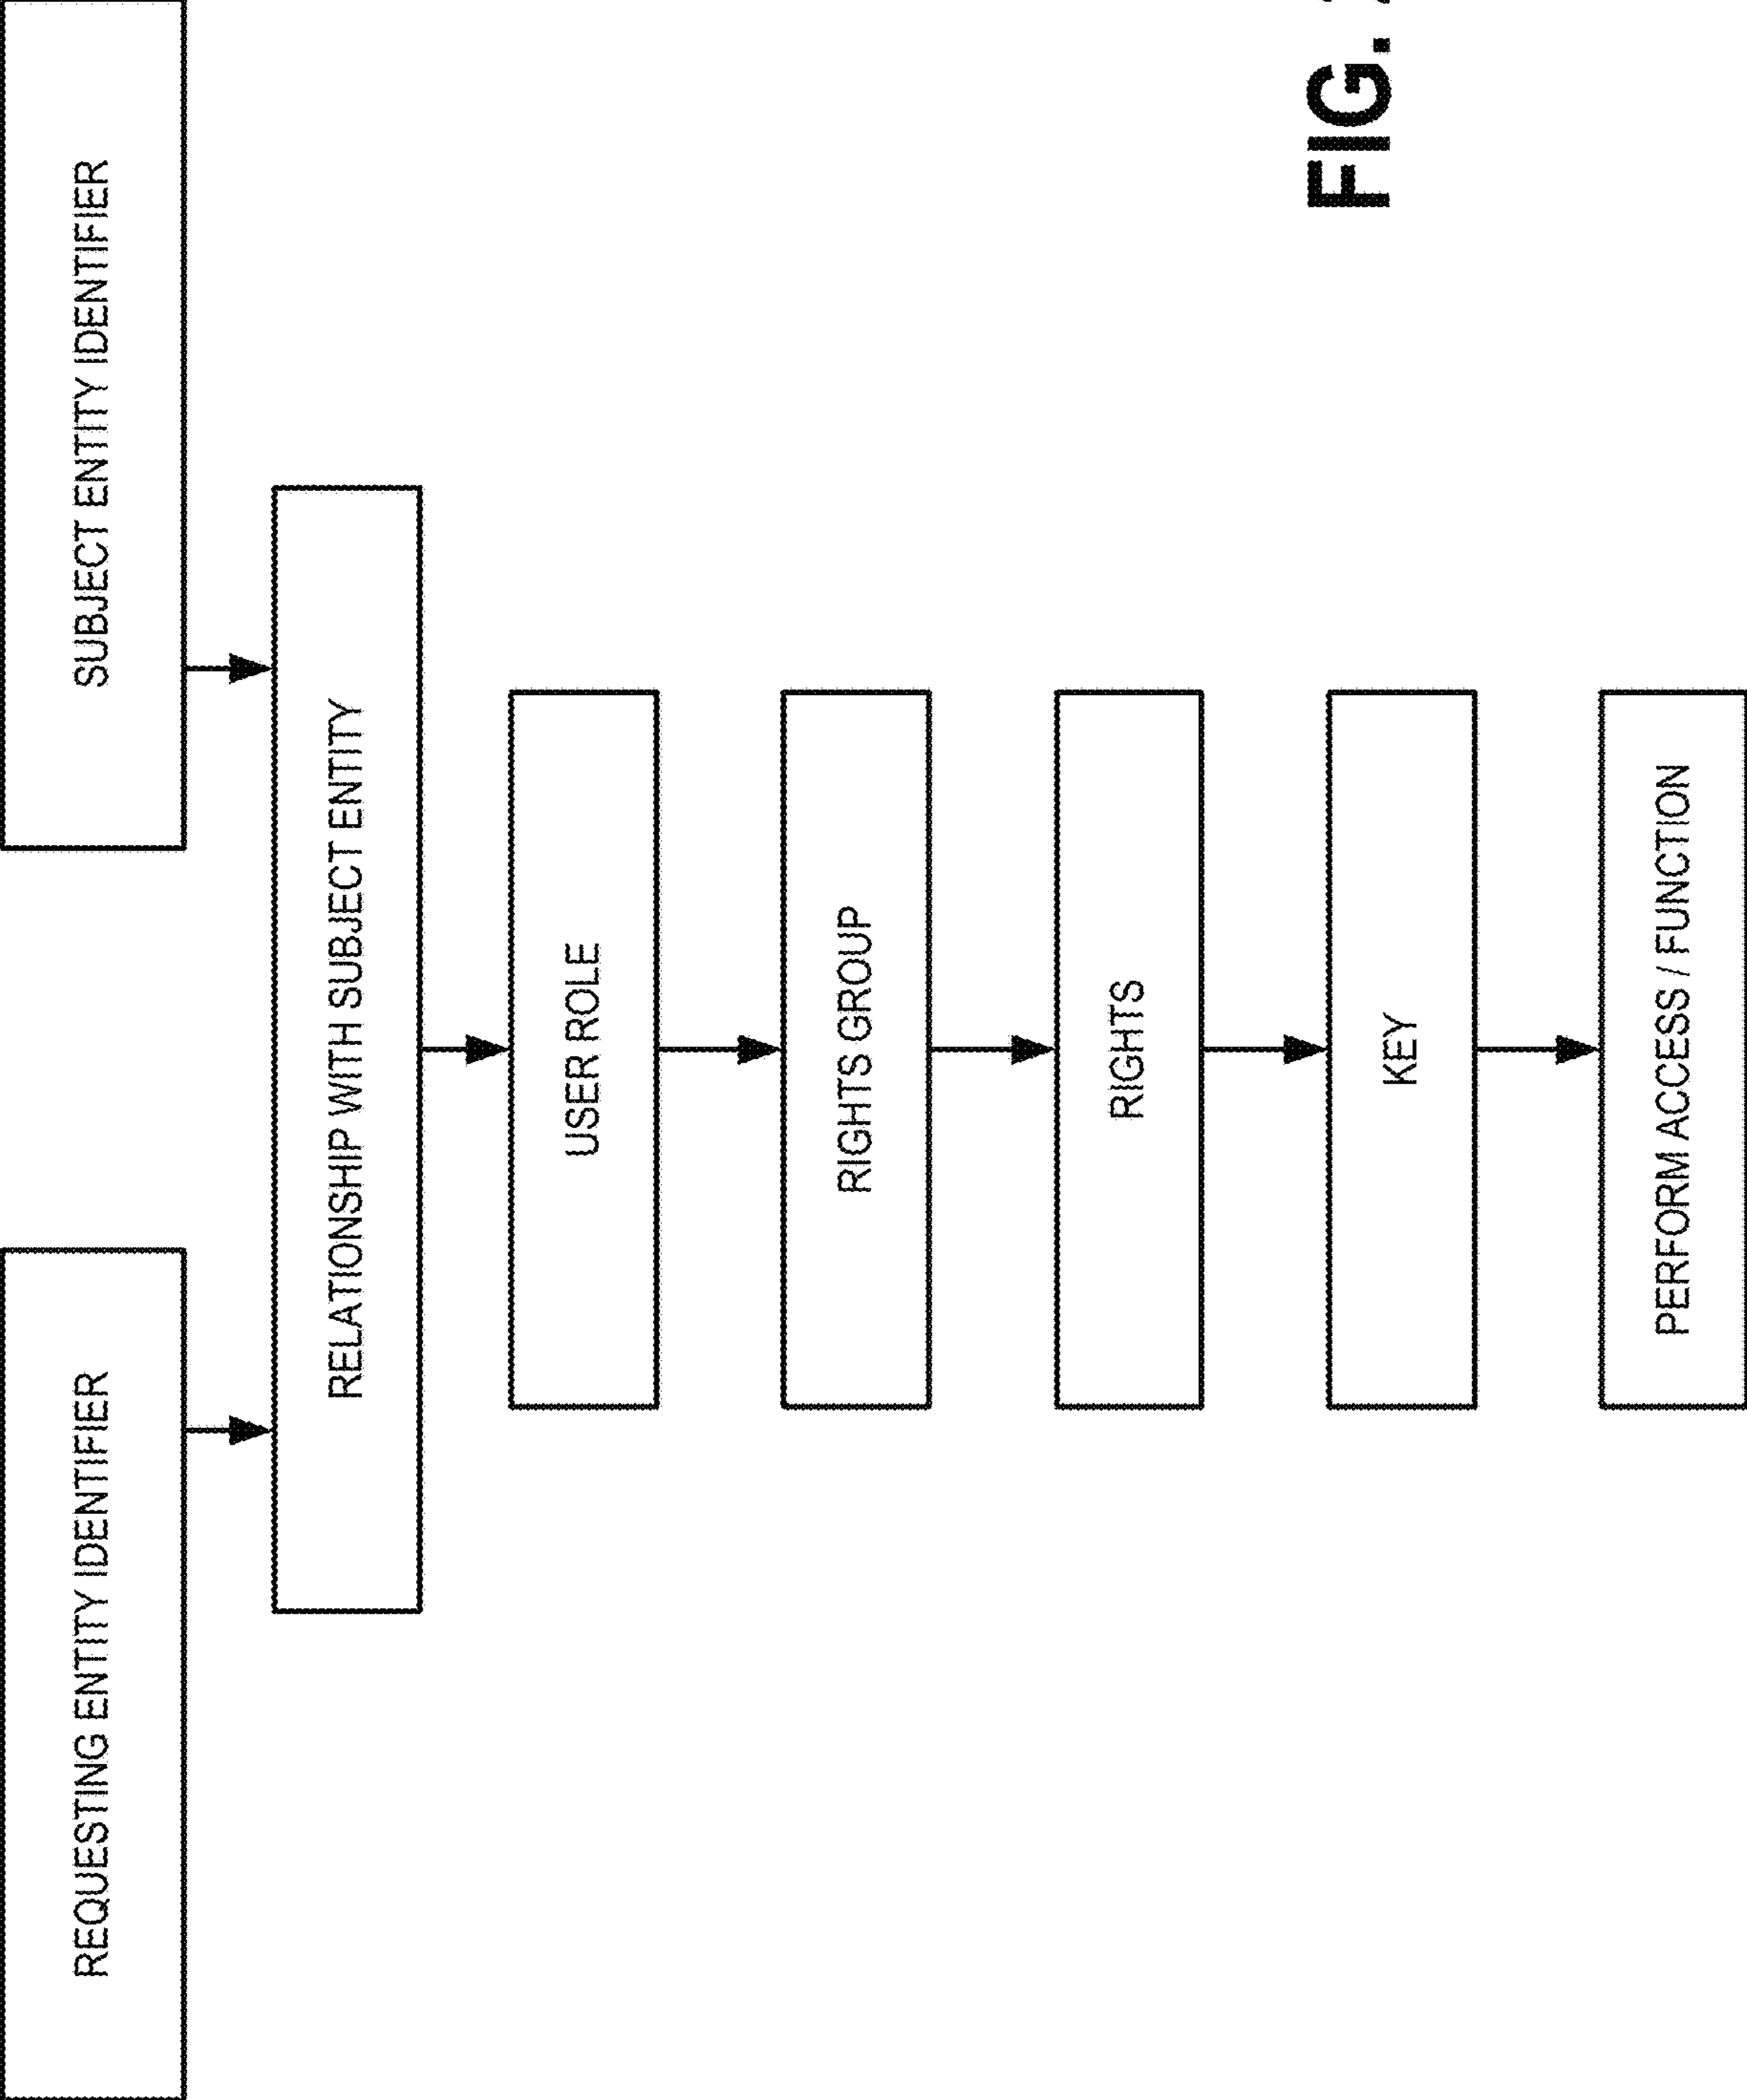 REQUESTING ENTITY IDENTIFIER
SUBJECT ENTITY IDENTIFIER
RELATIONSHIP WITH SUBJECT ENTITY
USER ROLE
RIGHTS GROUP
RIGHTS
KEY
PERFORM ACCESS / FUNCTION
FIG.